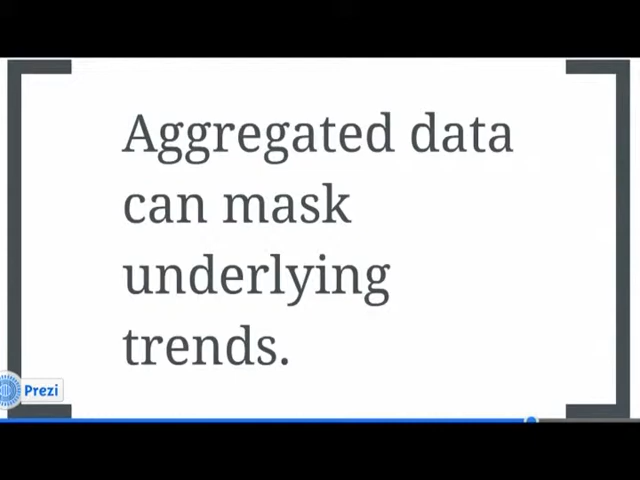 Aggregated data
can mask
underlying
trends.
Prezi